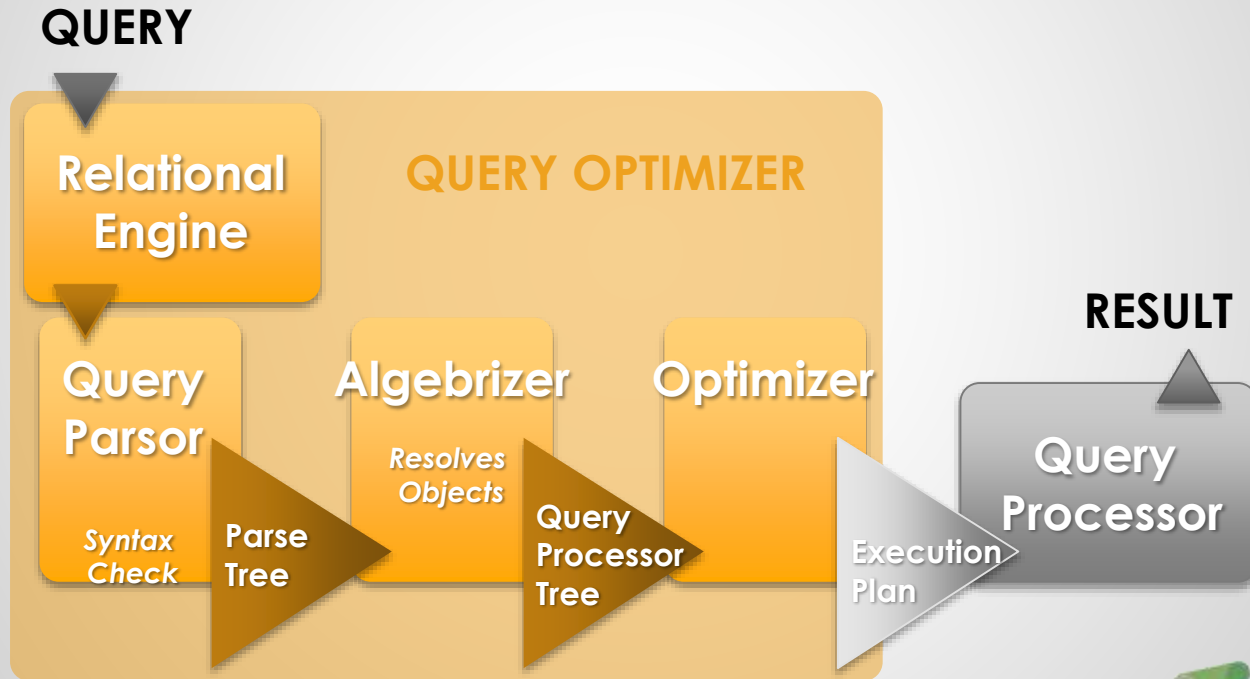 QUERY
Relational
Engine
QUERY OPTIMIZER
RESULT
Query
Parsor
Syntax
Check
Parse
Tree
Algebrizer
Resolves
Objects
Query
Processor
Tree
Optimizer
Execution
Plan
Query
Processor